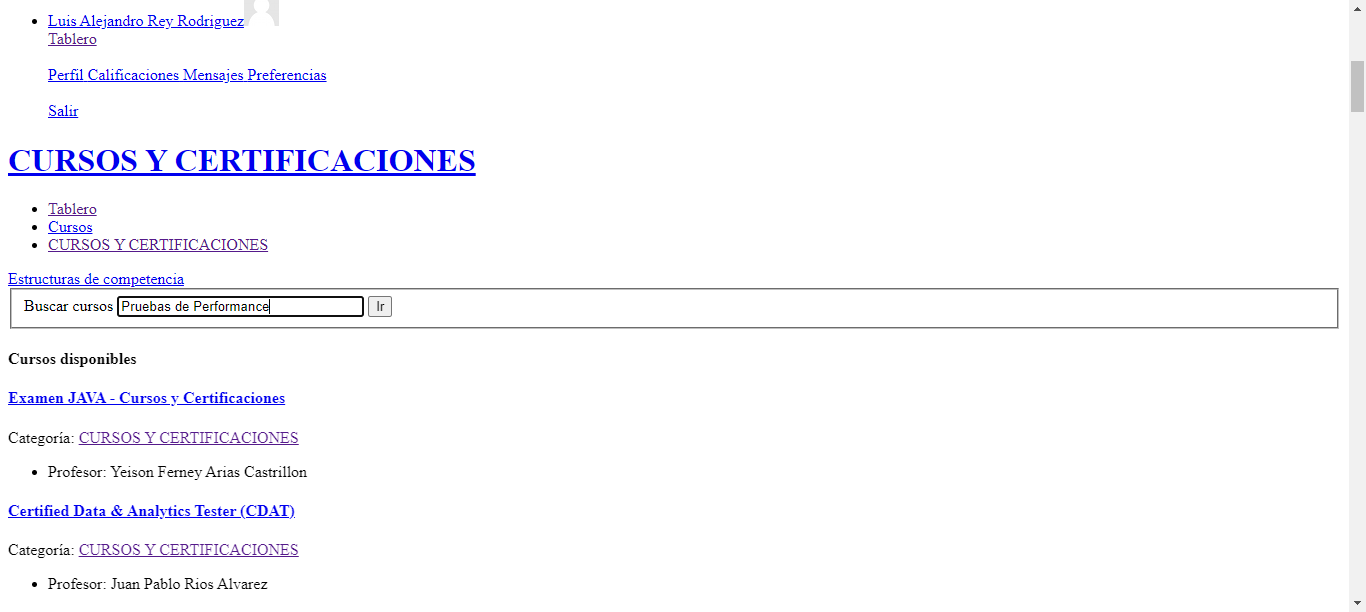 Luis Alejandro Rey Rodriguez
Tablero
Perfil Calificaciones Mensajes Preferencias
Salir
CURSOS Y CERTIFICACIONES
Tablero
Cursos
CURSOS Y CERTIFICACIONES
Estructuras de competencia
Buscar cursos Pruebas de Performance Ir
Cursos disponibles
Examen JAVA - Cursos y Certificaciones
Categoría: CURSOS Y CERTIFICACIONES
Profesor: Yeison Ferney Arias Castrillon
Certified Data & Analytics Tester (CDAT)
Categoría: CURSOS Y CERTIFICACIONES
Profesor: Juan Pablo Rios Alvarez